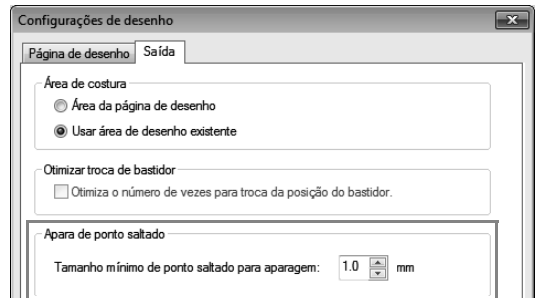 Configurações de desenho
Página de desenho Saída
Área de costura
Área da página de desenho
Usar área de desenho existente
Otimizar troca de bastidor
Otimiza o número de vezes para troca da posição do bastidor.
Apara de ponto saltado
Tamanho mínimo de ponto saltado para aparagem: 1.0 mm